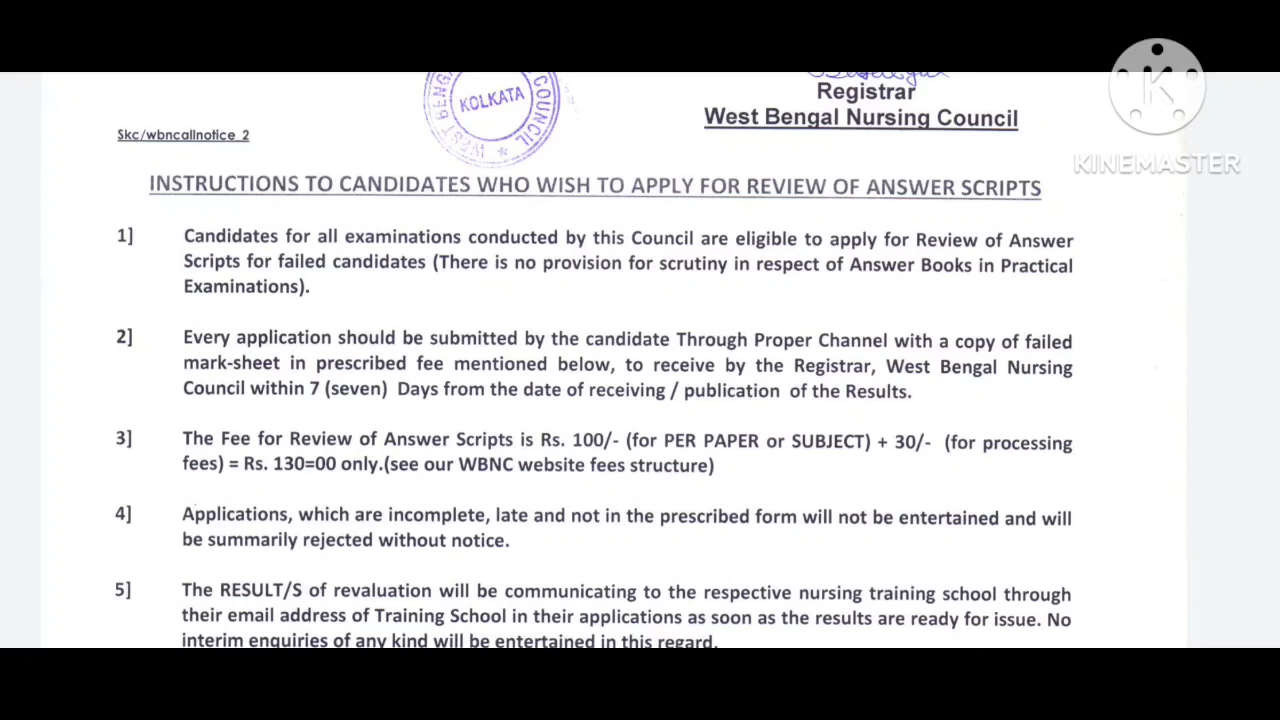 KOLKATA
WEST BENGAL
COUNCIL
Registrar
West Bengal Nursing Council
Skc/wbncallnotice_2
KINEMASTER
INSTRUCTIONS TO CANDIDATES WHO WISH TO APPLY FOR REVIEW OF ANSWER SCRIPTS
1] Candidates for all examinations conducted by this Council are eligible to apply for Review of Answer
Scripts for failed candidates (There is no provision for scrutiny in respect of Answer Books in Practical
Examinations).
2] Every application should be submitted by the candidate Through Proper Channel with a copy of failed
mark-sheet in prescribed fee mentioned below, to receive by the Registrar, West Bengal Nursing
Council within 7 (seven) Days from the date of receiving / publication of the Results.
3] The Fee for Review of Answer Scripts is Rs. 100/- (for PER PAPER or SUBJECT) + 30/- (for processing
fees) = Rs. 130=00 only.(see our WBNC website fees structure)
4] Applications, which are incomplete, late and not in the prescribed form will not be entertained and will
be summarily rejected without notice.
5] The RESULT/S of revaluation will be communicating to the respective nursing training school through
their email address of Training School in their applications as soon as the results are ready for issue. No
interim enquiries of any kind will be entertained in this regard.